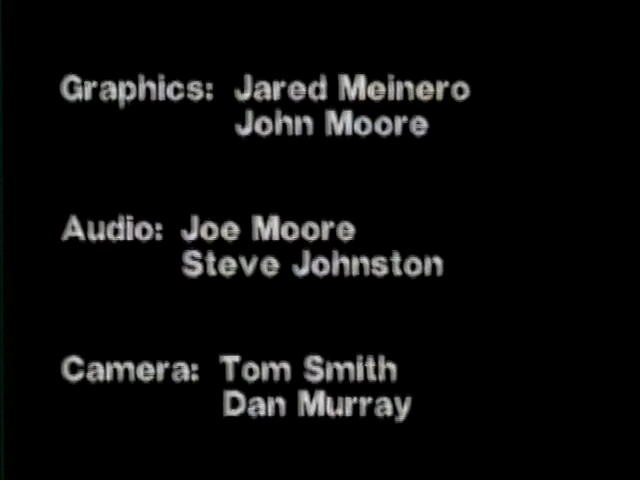 Graphics: Jared Meinero
John Moore
Audio: Joe Moore
Steve Johnston
Camera: Tom Smith
Dan Murray